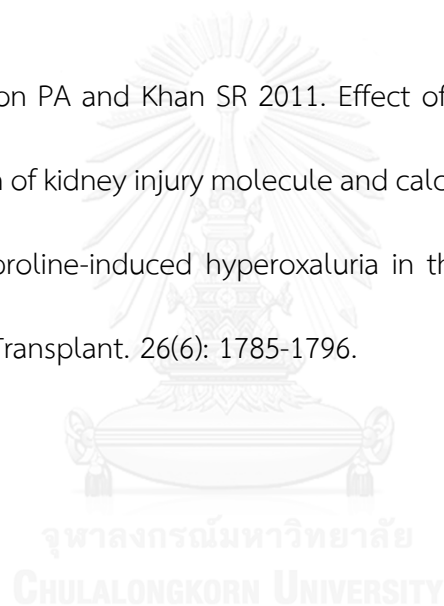 on PA and Khan SR 2011. Effect of
n of kidney injury molecule and calc
proline-induced hyperoxaluria in th
Transplant. 26(6): 1785-1796.
จุฬาลงกรณ์มหาวิทยาลัย
CHULALONGKORN UNIVERSITY